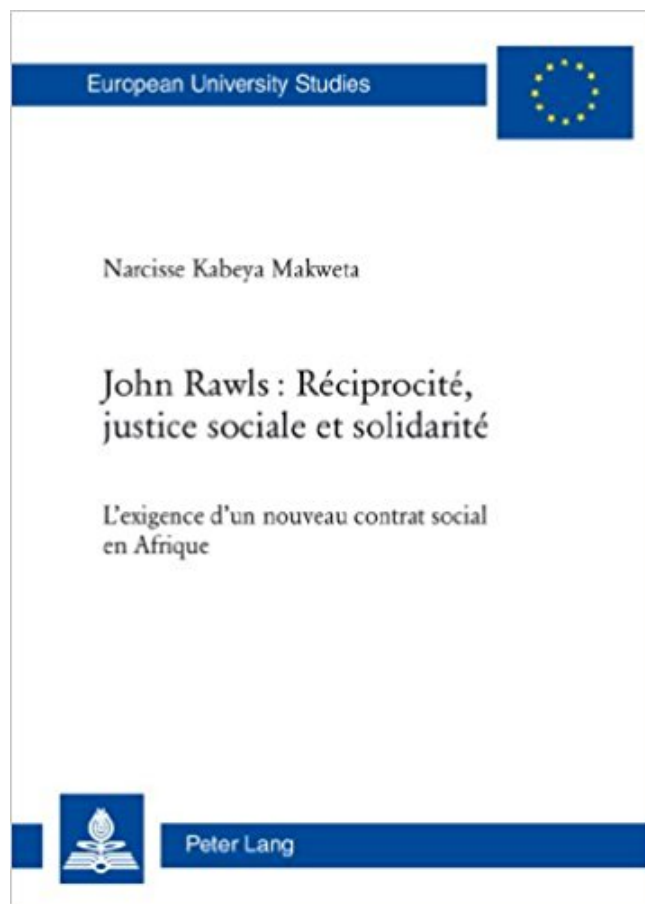 European University Studies
Narcisse Kabeya Makweta
John Rawls : Réciprocité,
justice sociale et solidarité
L'exigence d'un nouveau contrat social
en Afrique
Peter Lang